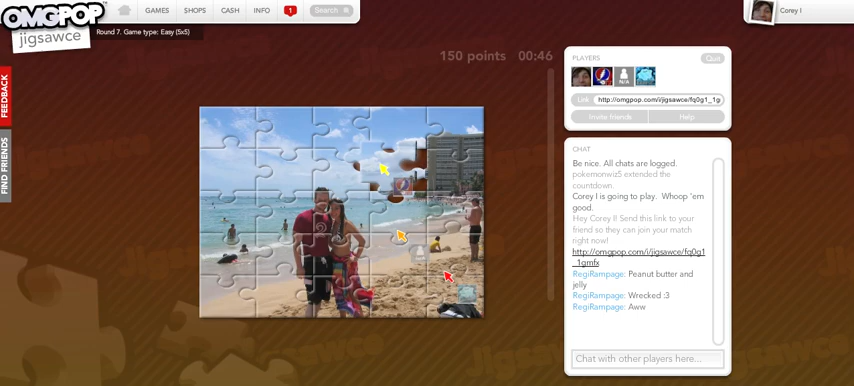 OMGPOP
GAMES SHOPS CASH INFO 1 Search
Corey I
jigsawce
Round 7. Game type: Easy (5x5)
150 points 00:46
FEEDBACK
FIND FRIENDS
PLAYERS Quit
N/A
Link http://omgpop.com/i/jigsawce/fq0g1_1g
Invite friends Help
CHAT
Be nice. All chats are logged.
pokemonwiz5 extended the
countdown.
Corey I is going to play. Whoop 'em
good.
Hey Corey I! Send this link to your
friend so they can join your match
right now!
http://omgpop.com/i/jigsawce/fq0g1
_1gmfx
RegiRampage: Peanut butter and
jelly
RegiRampage: Wrecked :3
RegiRampage: Aww
Chat with other players here...